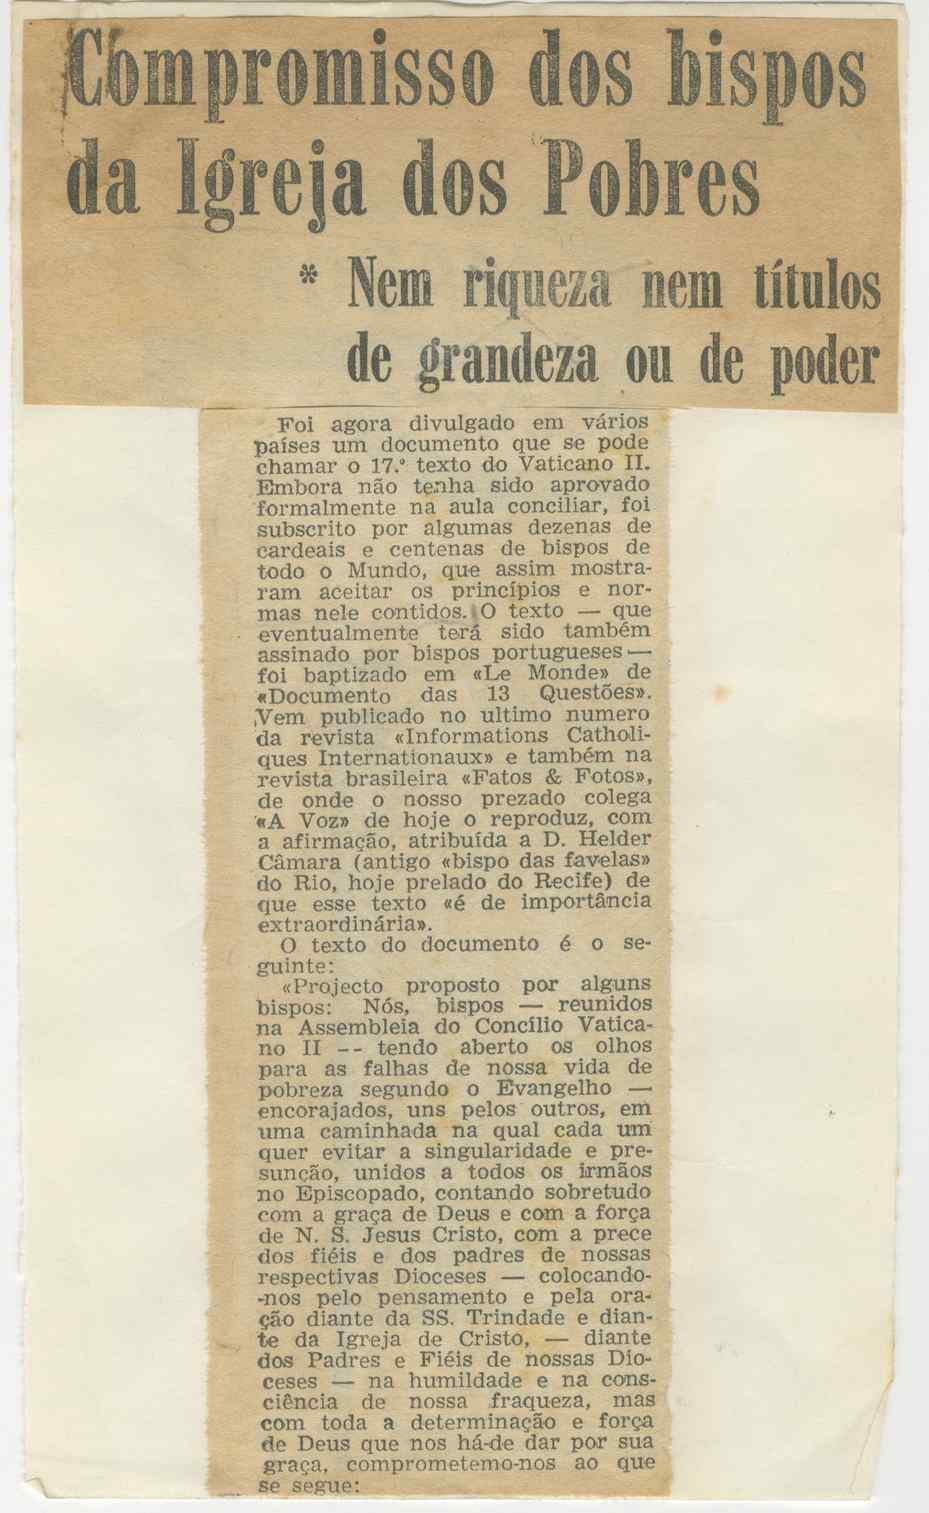 Compromisso dos bispos
da Igreja dos Pobres
* Nem riqueza nem títulos
de grandeza ou de poder
Foi agora divulgado em vários
países um documento que se pode
chamar o 17.º texto do Vaticano II.
Embora não tenha sido aprovado
formalmente na aula conciliar, foi
subscrito por algumas dezenas de
cardeais e centenas de bispos de
todo o Mundo, que assim mostra-
ram aceitar os princípios e nor-
mas nele contidos. O texto — que
eventualmente terá sido também
assinado por bispos portugueses —
foi baptizado em «Le Monde» de
«Documento das 13 Questões».
Vem publicado no ultimo numero
da revista «Informations Catholi-
ques Internationaux» e também na
revista brasileira «Fatos & Fotos»,
de onde o nosso prezado colega
«A Voz» de hoje o reproduz, com
a afirmação, atribuída a D. Helder
Câmara (antigo «bispo das favelas»
do Rio, hoje prelado do Recife) de
que esse texto «é de importância
extraordinária».
O texto do documento é o se-
guinte:
«Projecto proposto por alguns
bispos: Nós, bispos — reunidos
na Assembleia do Concílio Vatica-
no II -- tendo aberto os olhos
para as falhas de nossa vida de
pobreza segundo o Evangelho —
encorajados, uns pelos outros, em
uma caminhada na qual cada um
quer evitar a singularidade e pre-
sunção, unidos a todos os irmãos
no Episcopado, contando sobretudo
com a graça de Deus e com a força
de N. S. Jesus Cristo, com a prece
dos fiéis e dos padres de nossas
respectivas Dioceses — colocando-
-nos pelo pensamento e pela ora-
ção diante da SS. Trindade e dian-
te da Igreja de Cristo, — diante
dos Padres e Fiéis de nossas Dio-
ceses — na humildade e na cons-
ciência de nossa fraqueza, mas
com toda a determinação e força
de Deus que nos há-de dar por sua
graça, comprometemo-nos ao que
se segue: